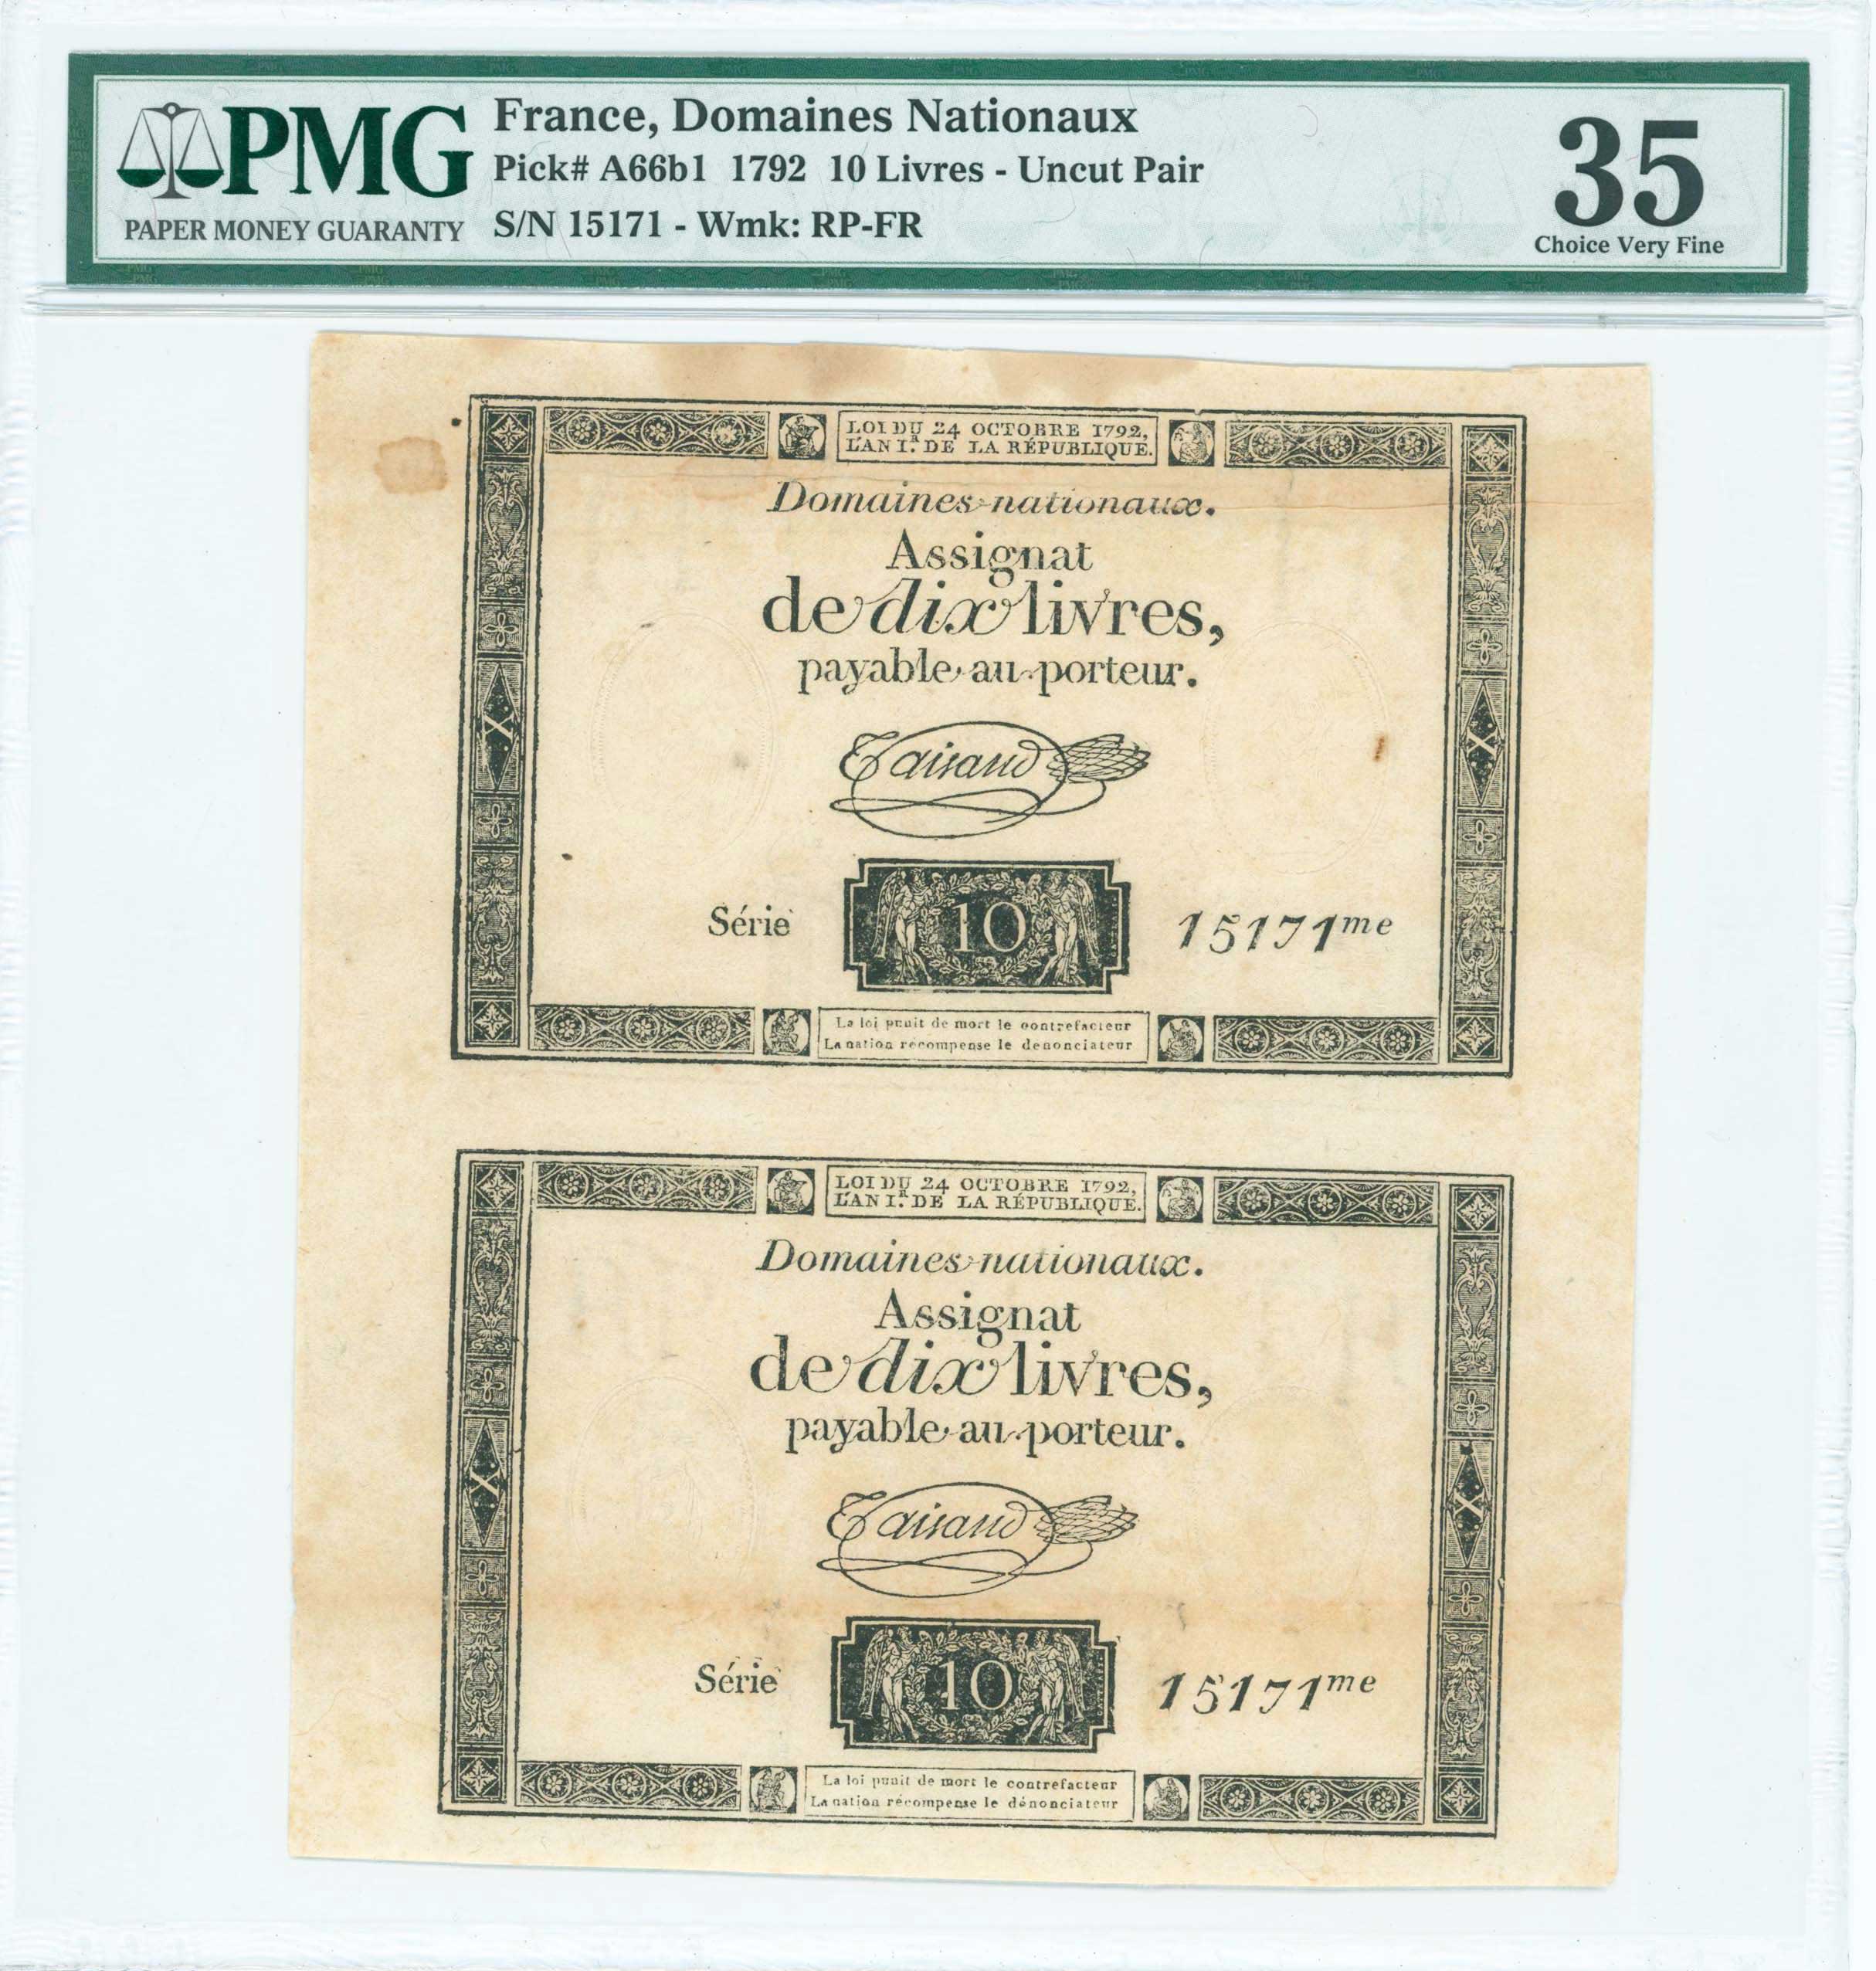 PMG
PAPER MONEY GUARANTY
France, Domaines Nationaux
Pick# A66b1 1792 10 Livres - Uncut Pair
S/N 15171 - Wmk: RP-FR
35
Choice Very Fine
LOI DU 24 OCTOBRE 1792,
L'AN I.R DE LA RÉPUBLIQUE.
Domaines nationaux.
Assignat
de dix livres,
payable au porteur.
Taisaud
Série 10 15171me
X X
La loi punit de mort le contrefacteur
La nation récompense le dénonciateur
LOI DU 24 OCTOBRE 1792,
L'AN I.R DE LA RÉPUBLIQUE.
Domaines nationaux.
Assignat
de dix livres,
payable au porteur.
Taisaud
Série 10 15171me
X X
La loi punit de mort le contrefacteur
La nation récompense le dénonciateur